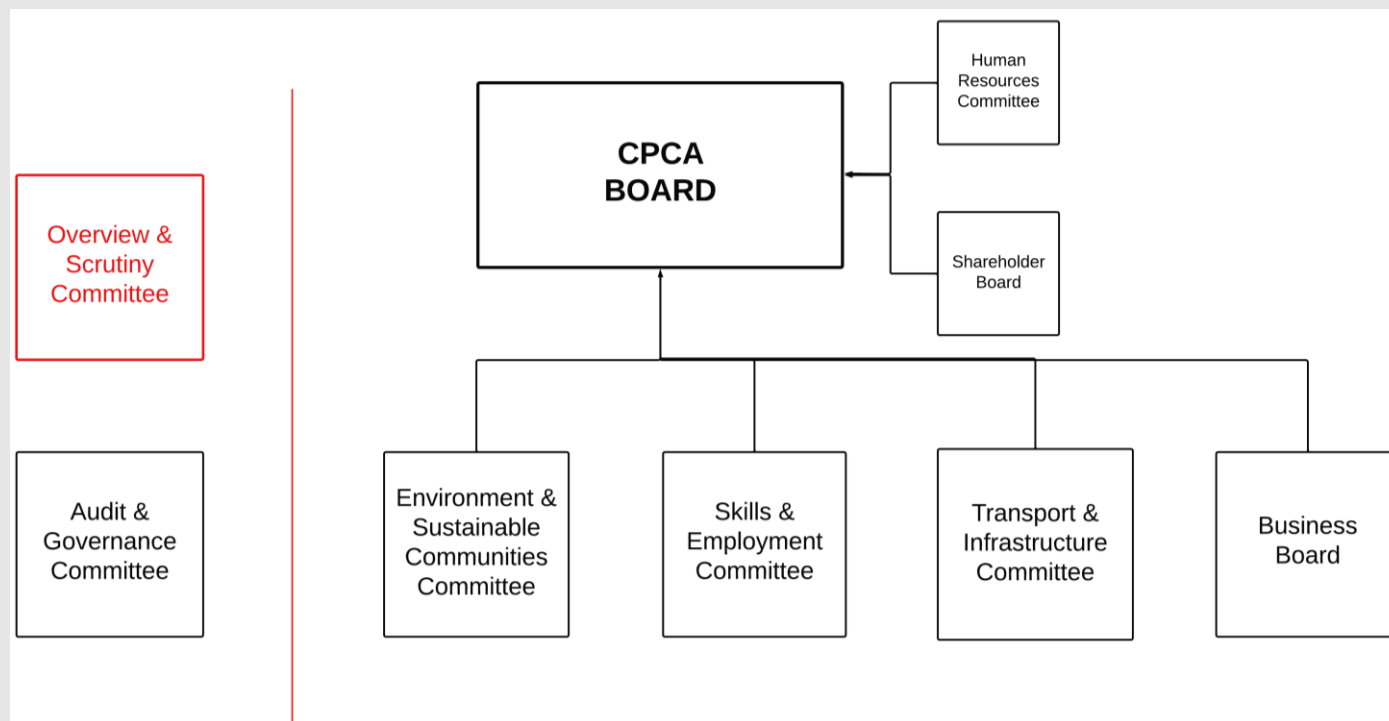 Human
Resources
Committee
CPCA
BOARD
Overview &
Scrutiny
Committee
Shareholder
Board
Audit &
Governance
Committee
Environment &
Sustainable
Communities
Committee
Skills &
Employment
Committee
Transport &
Infrastructure
Committee
Business
Board